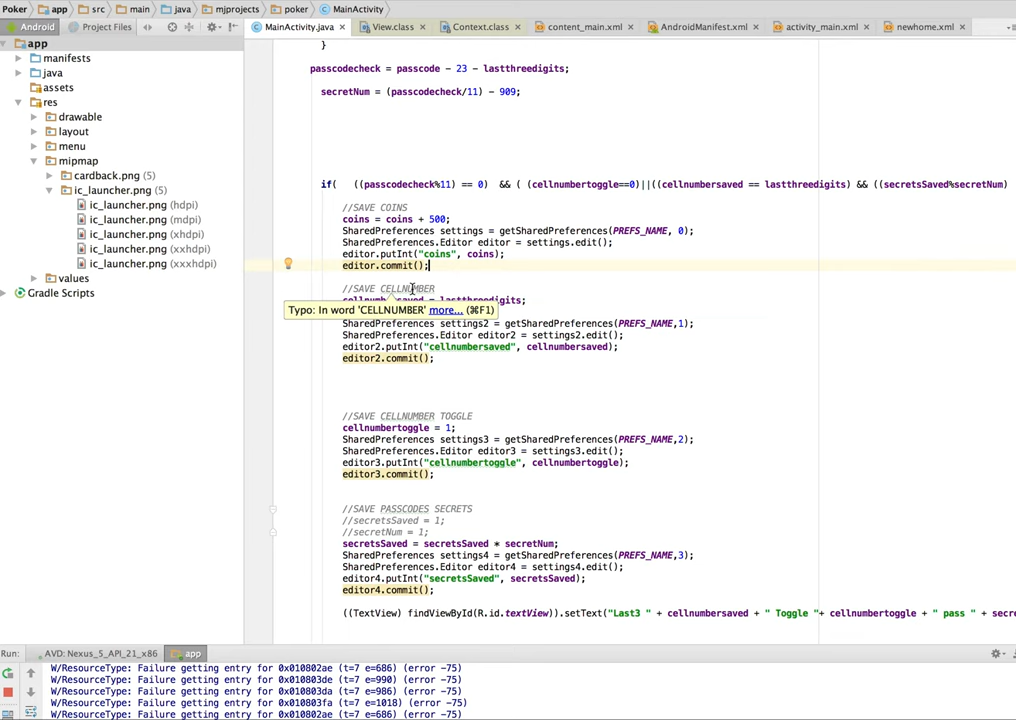 Poker app src main java mjprojects poker MainActivity
Android Project Files MainActivity.java View.class Context.class content_main.xml AndroidManifest.xml activity_main.xml newhome.xml
app
manifests
java
assets
res
drawable
layout
menu
mipmap
cardback.png (5)
ic_launcher.png (5)
ic_launcher.png (hdpi)
ic_launcher.png (mdpi)
ic_launcher.png (xhdpi)
ic_launcher.png (xxhdpi)
ic_launcher.png (xxxhdpi)
values
Gradle Scripts
}
passcodecheck = passcode - 23 - lastthreedigits;
secretNum = (passcodecheck/11) - 909;
if( ((passcodecheck%11) == 0) && ( (cellnumbertoggle==0)||((cellnumbersaved == lastthreedigits) && ((secretsSaved%secretNum)
//SAVE COINS
coins = coins + 500;
SharedPreferences settings = getSharedPreferences(PREFS_NAME, 0);
SharedPreferences.Editor editor = settings.edit();
editor.putInt("coins", coins);
editor.commit();
//SAVE CELLNUMBER
cellnumbersaved = lastthreedigits;
Typo: In word 'CELLNUMBER' more... (⌘F1)
SharedPreferences settings2 = getSharedPreferences(PREFS_NAME,1);
SharedPreferences.Editor editor2 = settings2.edit();
editor2.putInt("cellnumbersaved", cellnumbersaved);
editor2.commit();
//SAVE CELLNUMBER TOGGLE
cellnumbertoggle = 1;
SharedPreferences settings3 = getSharedPreferences(PREFS_NAME,2);
SharedPreferences.Editor editor3 = settings3.edit();
editor3.putInt("cellnumbertoggle", cellnumbertoggle);
editor3.commit();
//SAVE PASSCODES SECRETS
//secretsSaved = 1;
//secretNum = 1;
secretsSaved = secretsSaved * secretNum;
SharedPreferences settings4 = getSharedPreferences(PREFS_NAME,3);
SharedPreferences.Editor editor4 = settings4.edit();
editor4.putInt("secretsSaved", secretsSaved);
editor4.commit();
((TextView) findViewById(R.id.textView)).setText("Last3 " + cellnumbersaved + " Toggle "+ cellnumbertoggle + " pass " + secre
Run: AVD: Nexus_5_API_21_x86 app
W/ResourceType: Failure getting entry for 0x010802ae (t=7 e=686) (error -75)
W/ResourceType: Failure getting entry for 0x010803de (t=7 e=990) (error -75)
W/ResourceType: Failure getting entry for 0x010803da (t=7 e=986) (error -75)
W/ResourceType: Failure getting entry for 0x010803fa (t=7 e=1018) (error -75)
W/ResourceType: Failure getting entry for 0x010802ae (t=7 e=686) (error -75)